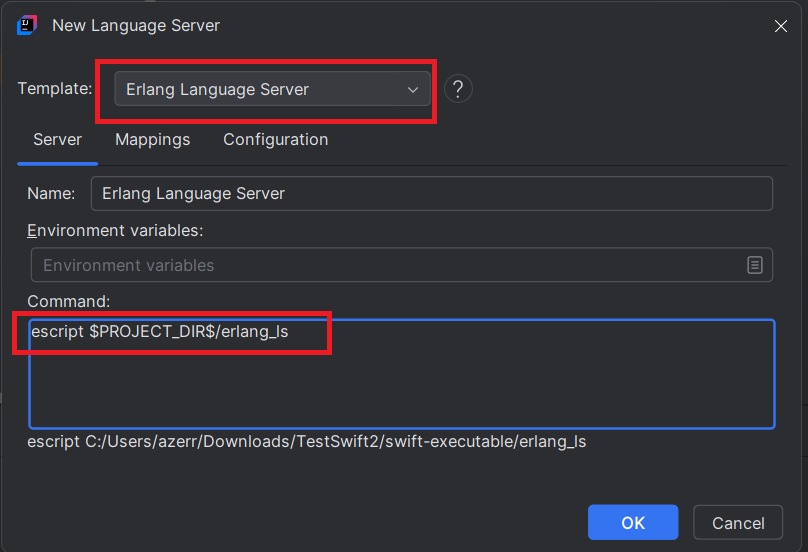 New Language Server
Template: Erlang Language Server ?
Server Mappings Configuration
Name: Erlang Language Server
Environment variables:
Environment variables
Command:
escript $PROJECT_DIR$/erlang_ls
escript C:/Users/azerr/Downloads/TestSwift2/swift-executable/erlang_ls
OK Cancel